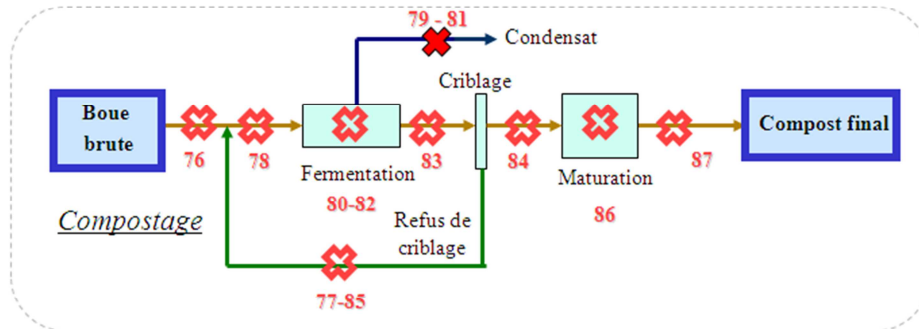 79 - 81
Condensat
Criblage
Boue
brute
76
78
83
84
87
Compost final
Fermentation
80-82
Maturation
86
Compostage
Refus de
criblage
77-85